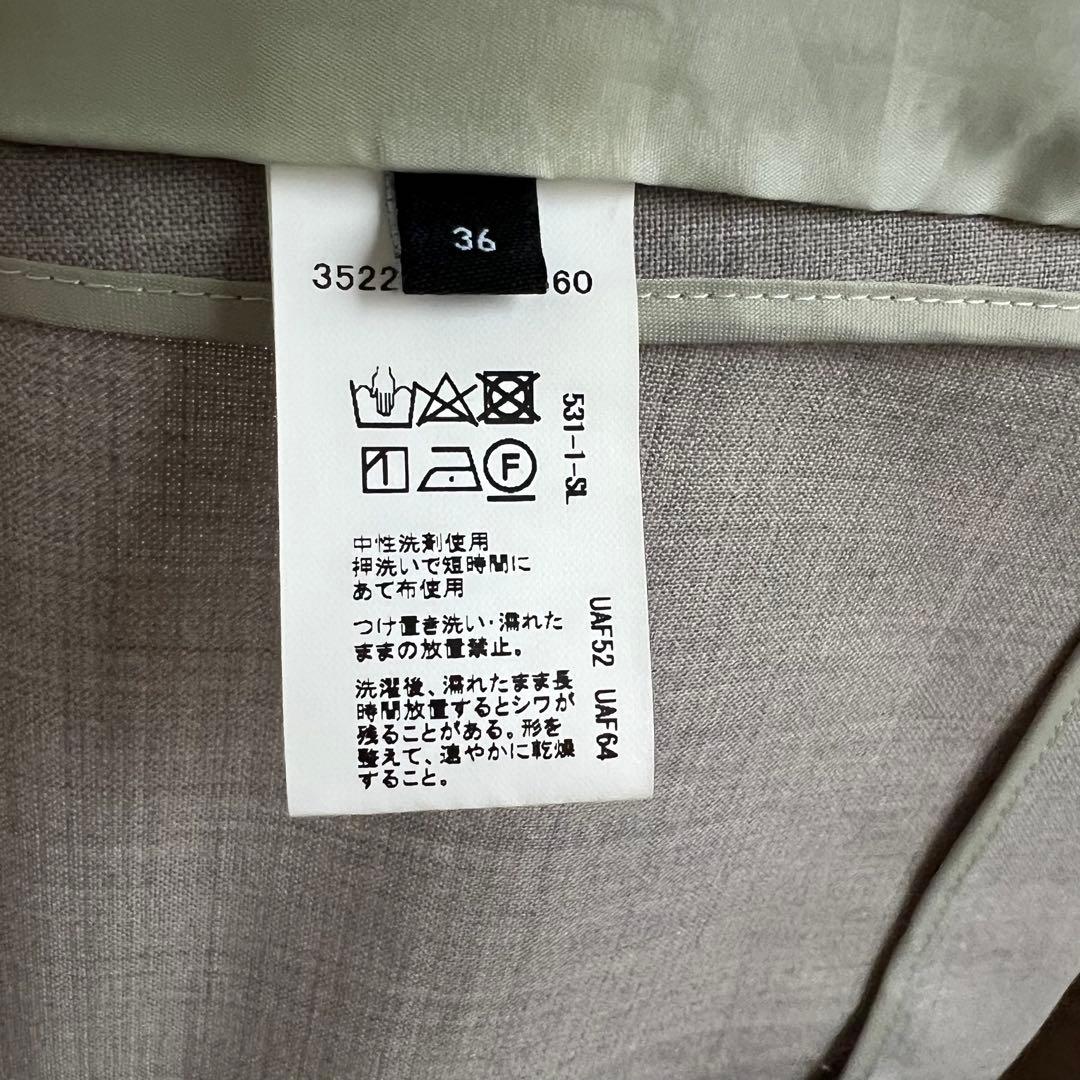 36
3522 60
F
中性洗剤使用
押洗いで短時間に
あて布使用
つけ置き洗い・濡れた
ままの放置禁止。
洗濯後、濡れたまま長
時間放置するとシワが
残ることがある。形を
整えて、速やかに乾燥
すること。
531-1-SL
UAF52 UAF64